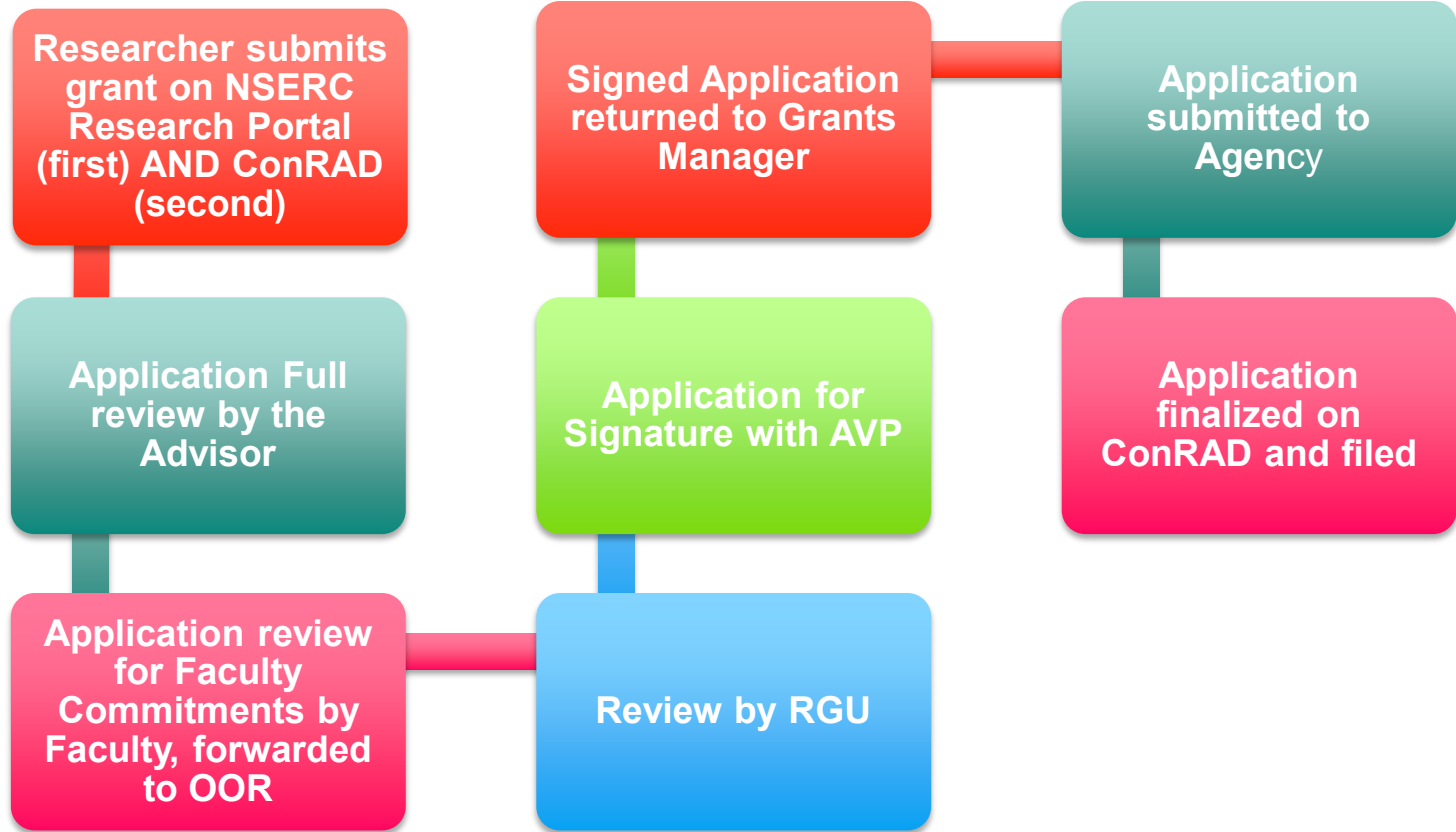 Researcher submits
grant on NSERC
Research Portal
(first) AND ConRAD
(second)
Application Full
review by the
Advisor
Application review
for Faculty
Commitments by
Faculty, forwarded
to OOR
Review by RGU
Application for
Signature with AVP
Signed Application
returned to Grants
Manager
Application
submitted to
Agency
Application
finalized on
ConRAD and filed